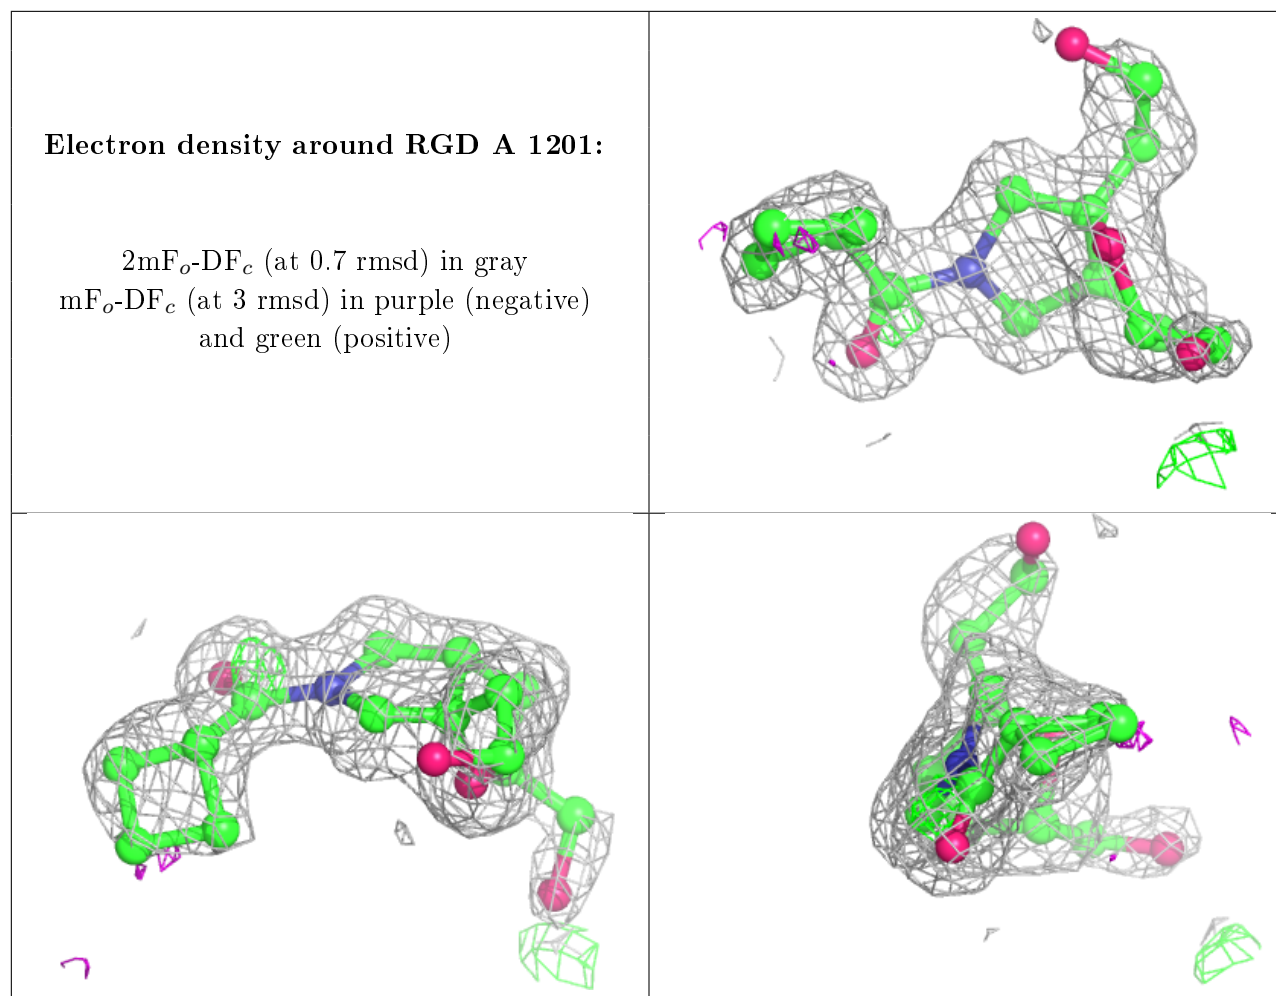 Electron density around RGD A 1201:
2mFₒ-DF𝒸 (at 0.7 rmsd) in gray
mFₒ-DF𝒸 (at 3 rmsd) in purple (negative)
and green (positive)